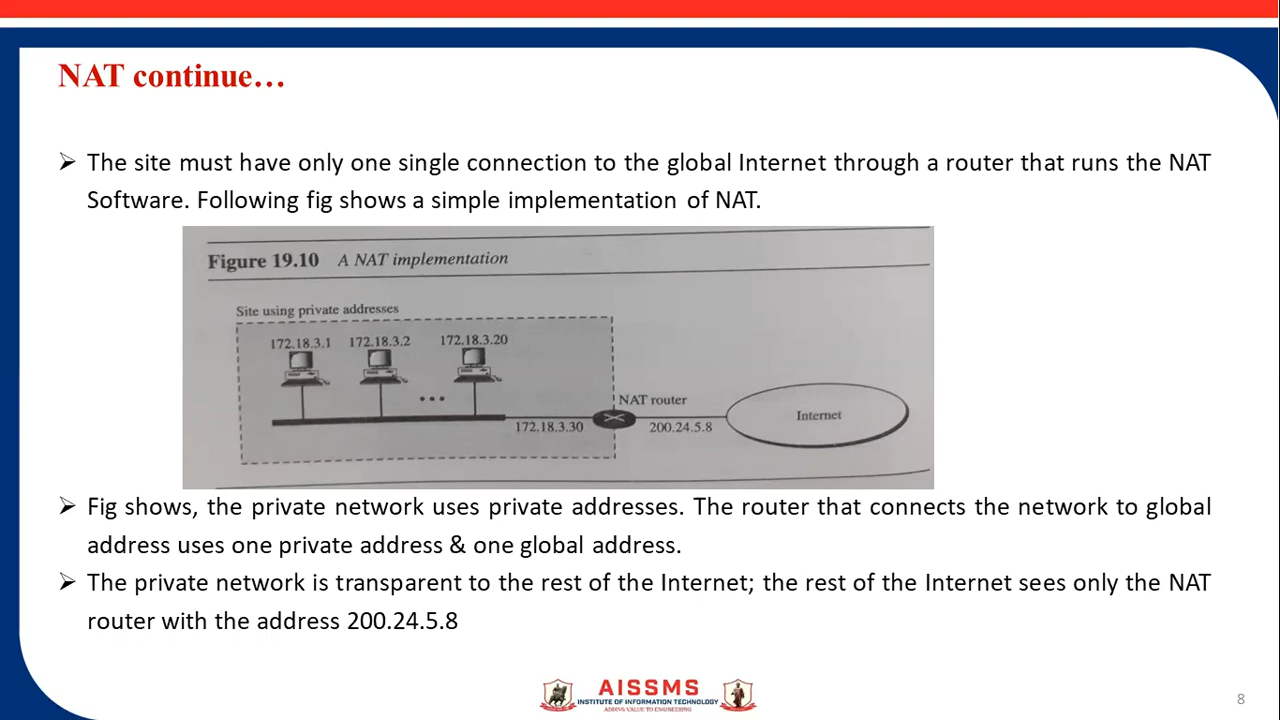 NAT continue…
➢ The site must have only one single connection to the global Internet through a router that runs the NAT
Software. Following fig shows a simple implementation of NAT.
Figure 19.10 A NAT implementation
Site using private addresses
172.18.3.1 172.18.3.2 172.18.3.20
NAT router
Internet
172.18.3.30 200.24.5.8
➢ Fig shows, the private network uses private addresses. The router that connects the network to global
address uses one private address & one global address.
➢ The private network is transparent to the rest of the Internet; the rest of the Internet sees only the NAT
router with the address 200.24.5.8
AISSMS
INSTITUTE OF INFORMATION TECHNOLOGY
ADDING VALUE TO ENGINEERING
8